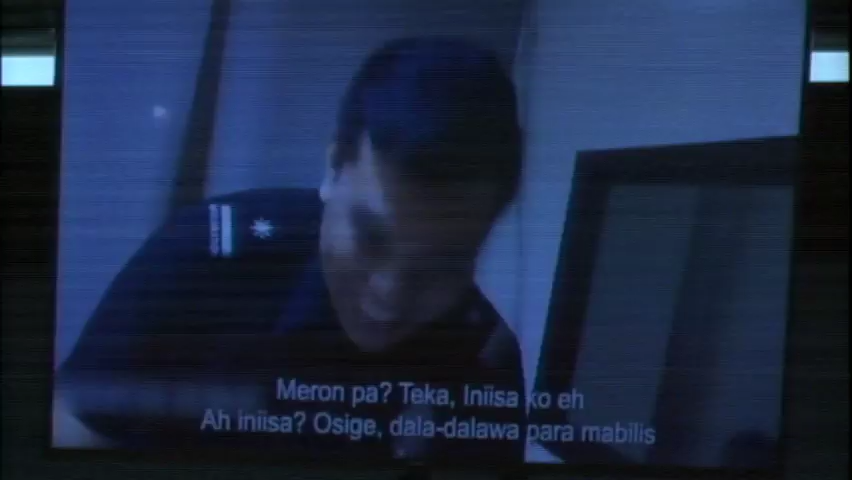 Meron pa? Teka, Iniisa ko eh
Ah iniisa? Osige, dala-dalawa para mabilis